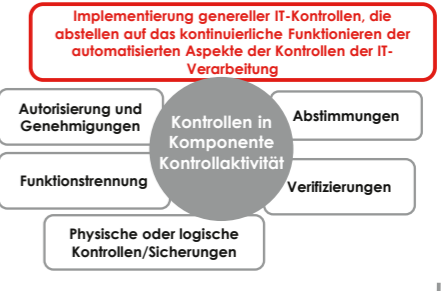 Implementierung genereller IT-Kontrollen, die
abstellen auf das kontinuierliche Funktionieren der
automatisierten Aspekte der Kontrollen der IT-
Verarbeitung
Autorisierung und
Genehmigungen
Kontrollen in
Komponente
Kontrollaktivität
Abstimmungen
Funktionstrennung
Verifizierungen
Physische oder logische
Kontrollen/Sicherungen